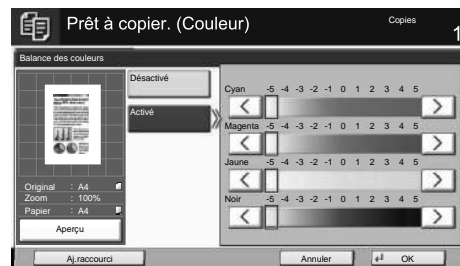 Prêt à copier. (Couleur)
Copies
1
Balance des couleurs
Désactivé
Activé
Original : A4
Zoom : 100%
Papier : A4
Aperçu
Cyan -5 -4 -3 -2 -1 0 1 2 3 4 5
Magenta -5 -4 -3 -2 -1 0 1 2 3 4 5
Jaune -5 -4 -3 -2 -1 0 1 2 3 4 5
Noir -5 -4 -3 -2 -1 0 1 2 3 4 5
Aj.raccourci
Annuler
OK